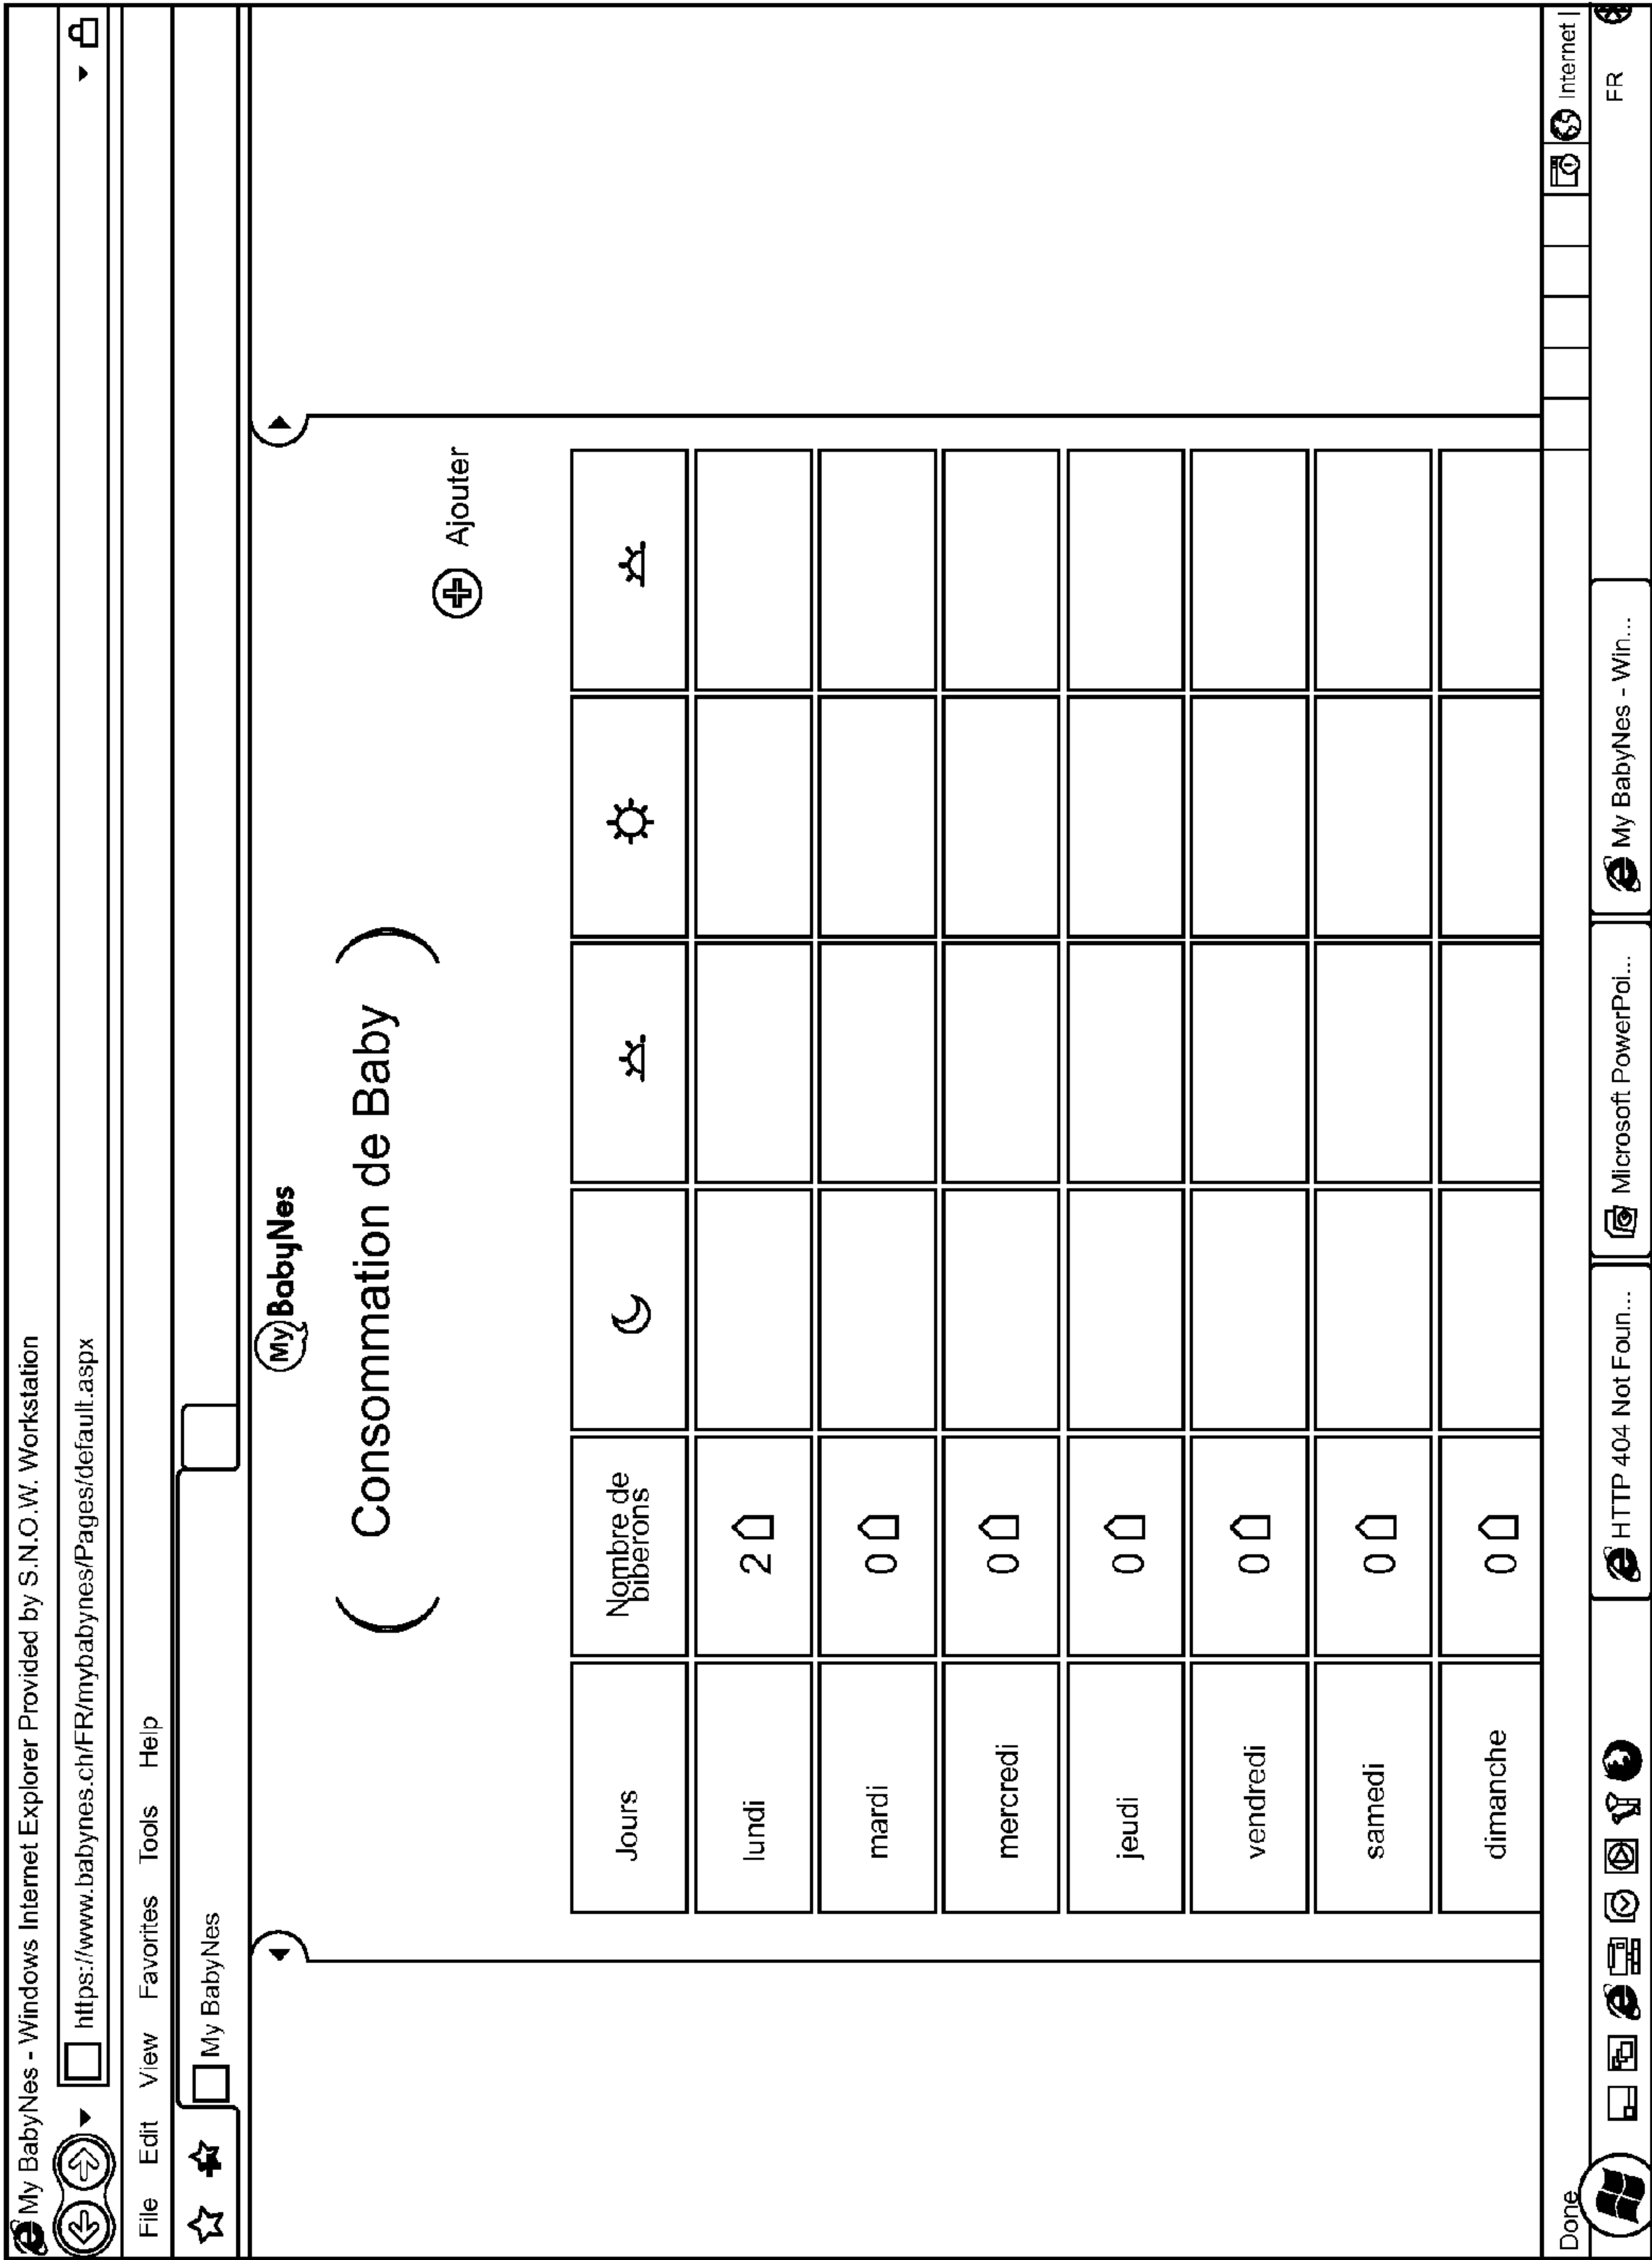 My BabyNes - Windows Internet Explorer Provided by S.N.O.W. Workstation
https://www.babynes.ch/FR/mybabynes/Pages/default.aspx
File Edit View Favorites Tools Help
My BabyNes
My BabyNes
( Consommation de Baby )
Ajouter
Jours Nombre de biberons
lundi 2
mardi 0
mercredi 0
jeudi 0
vendredi 0
samedi 0
dimanche 0
Done Internet |
HTTP 404 Not Foun... Microsoft PowerPoi... My BabyNes - Win... FR